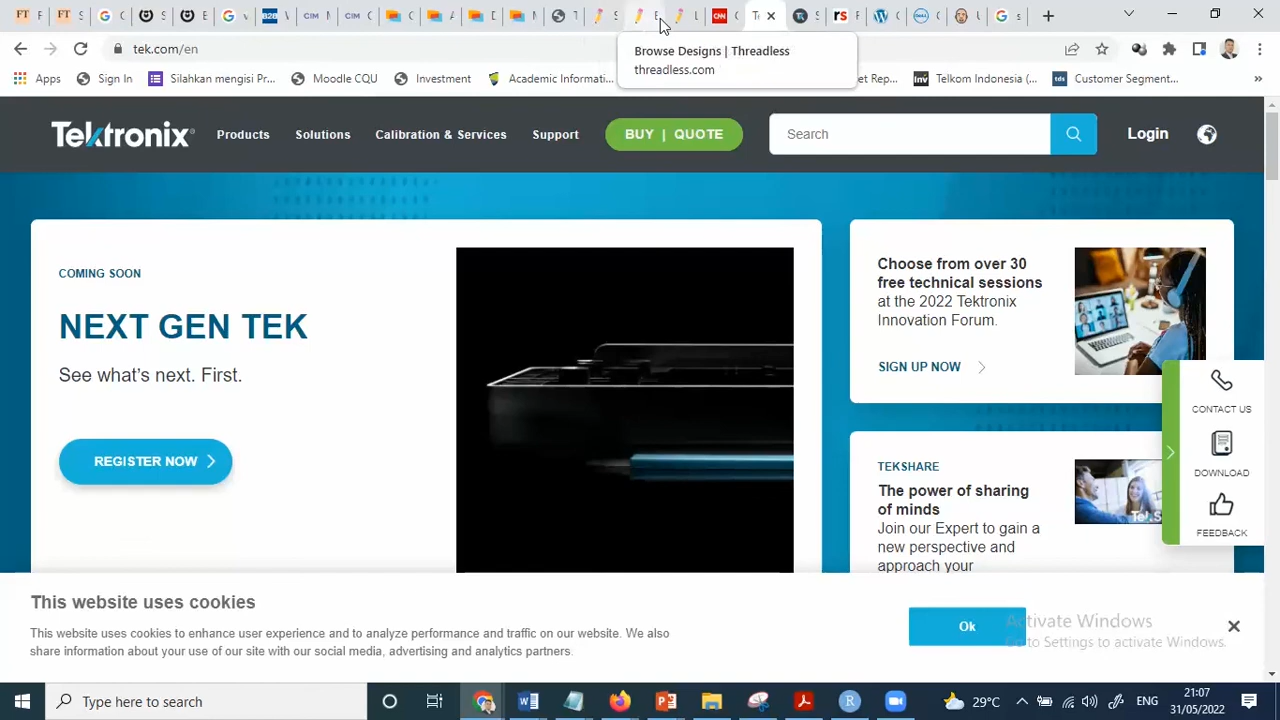 tek.com/en
Browse Designs | Threadless
threadless.com
Apps Sign In Silahkan mengisi Pr... Moodle CQU Investment Academic Informati... et Rep... Telkom Indonesia (... Customer Segment... »
Tektronix Products Solutions Calibration & Services Support BUY | QUOTE Search Login
COMING SOON
NEXT GEN TEK
See what's next. First.
REGISTER NOW
Choose from over 30
free technical sessions
at the 2022 Tektronix
Innovation Forum.
SIGN UP NOW
TEKSHARE
The power of sharing
of minds
Join our Expert to gain a
new perspective and
approach your
CONTACT US
DOWNLOAD
FEEDBACK
This website uses cookies
This website uses cookies to enhance user experience and to analyze performance and traffic on our website. We also
share information about your use of our site with our social media, advertising and analytics partners.
Ok
Activate Windows
Go to Settings to activate Windows.
Type here to search
29°C ENG
21:07
31/05/2022